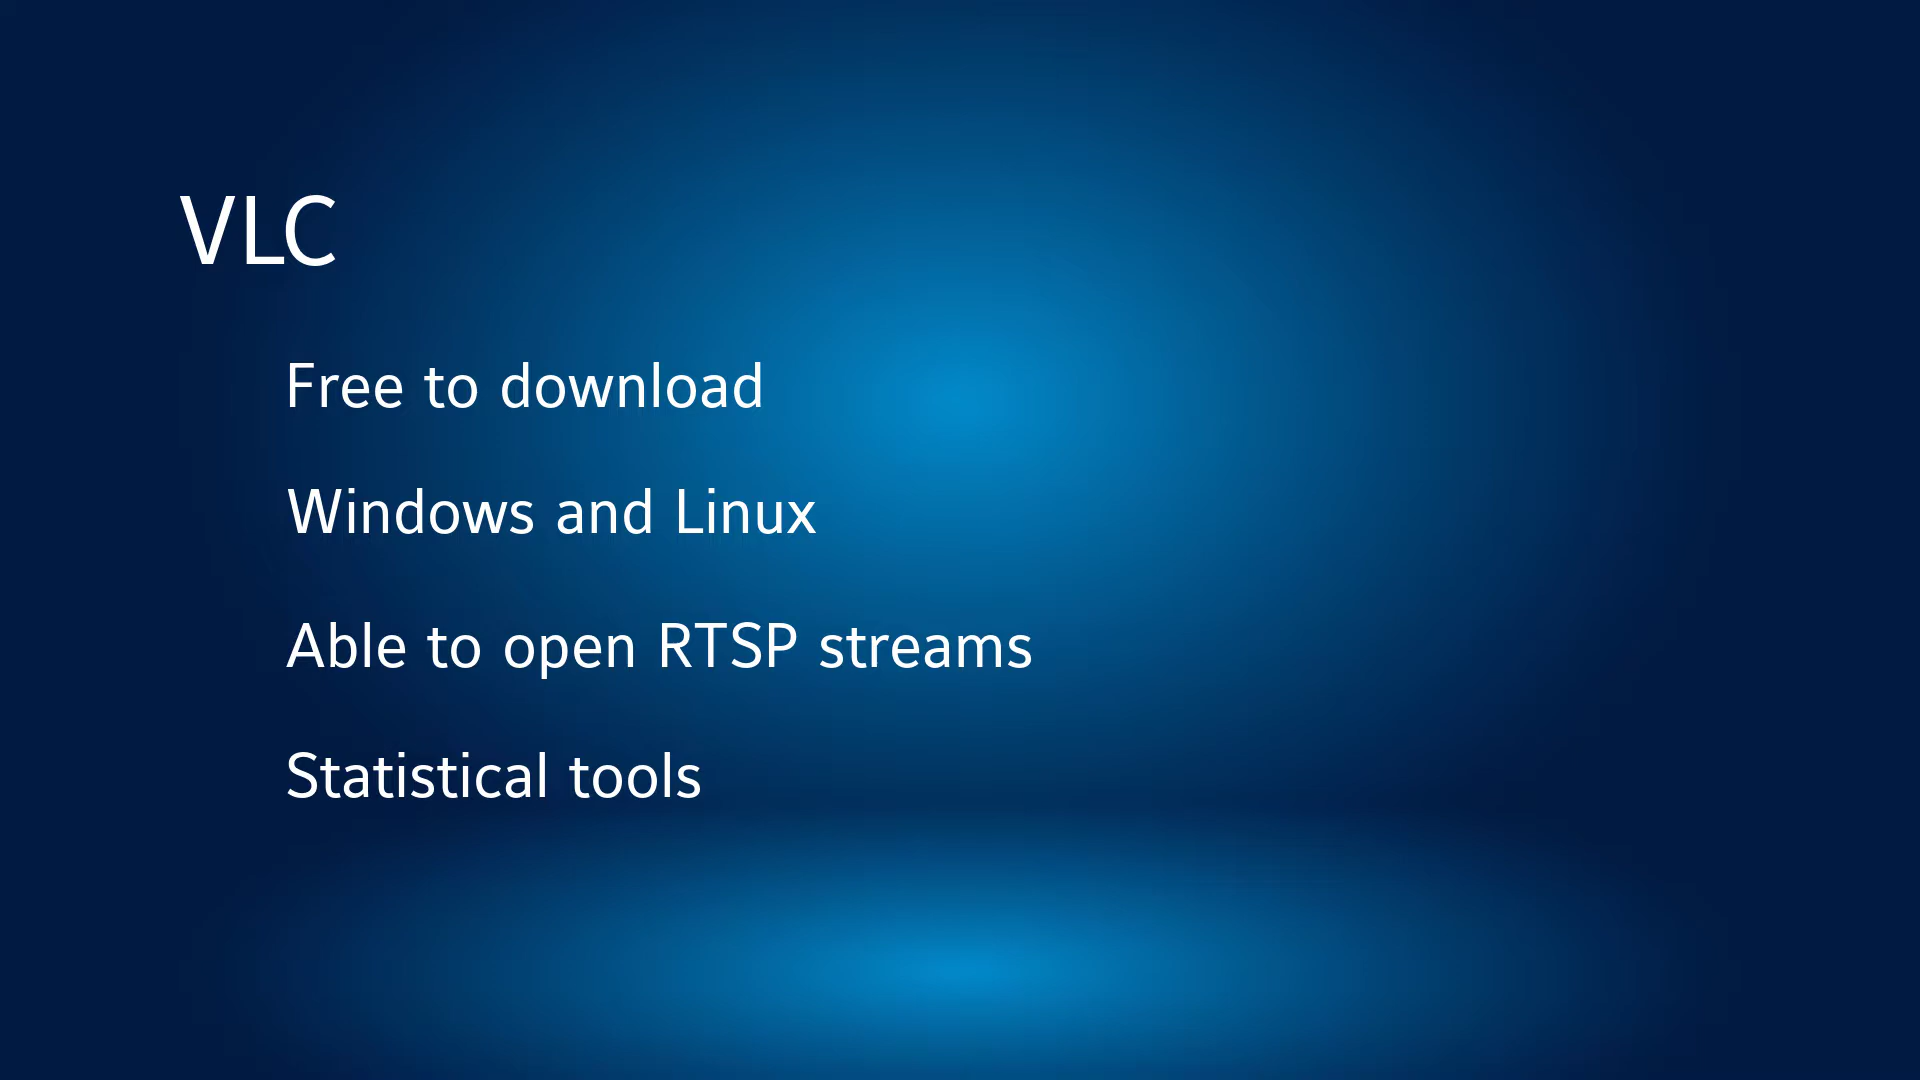 VLC
Free to download
Windows and Linux
Able to open RTSP streams
Statistical tools